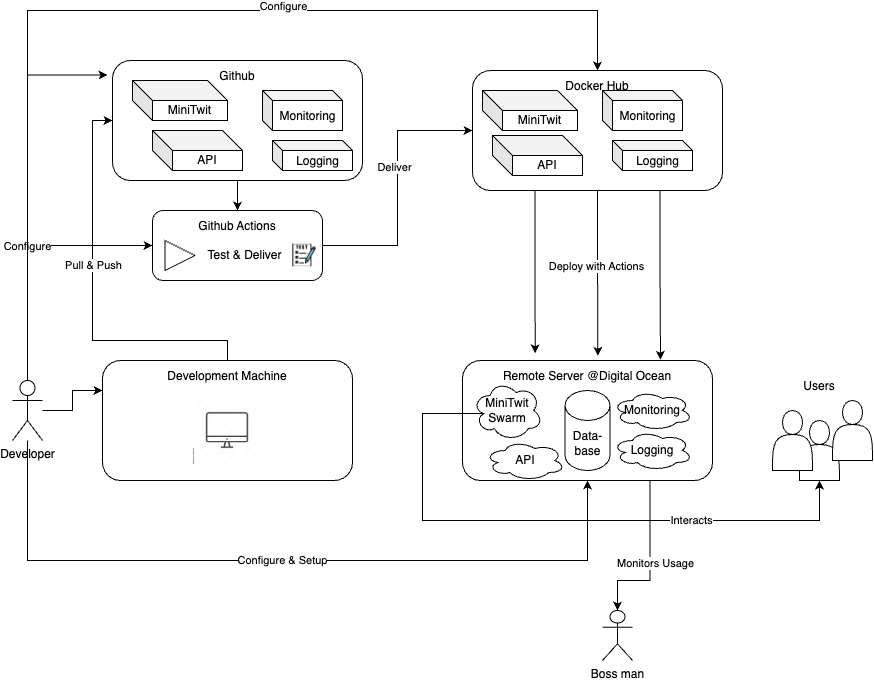 Configure
Github
MiniTwit
Monitoring
API
Logging
Docker Hub
MiniTwit
Monitoring
API
Logging
Deliver
Github Actions
Test & Deliver
TEST
Configure
Pull & Push
Deploy with Actions
Development Machine
Developer
Remote Server @Digital Ocean
MiniTwit
Swarm
Data-
base
Monitoring
Logging
API
Users
Interacts
Configure & Setup
Monitors Usage
Boss man